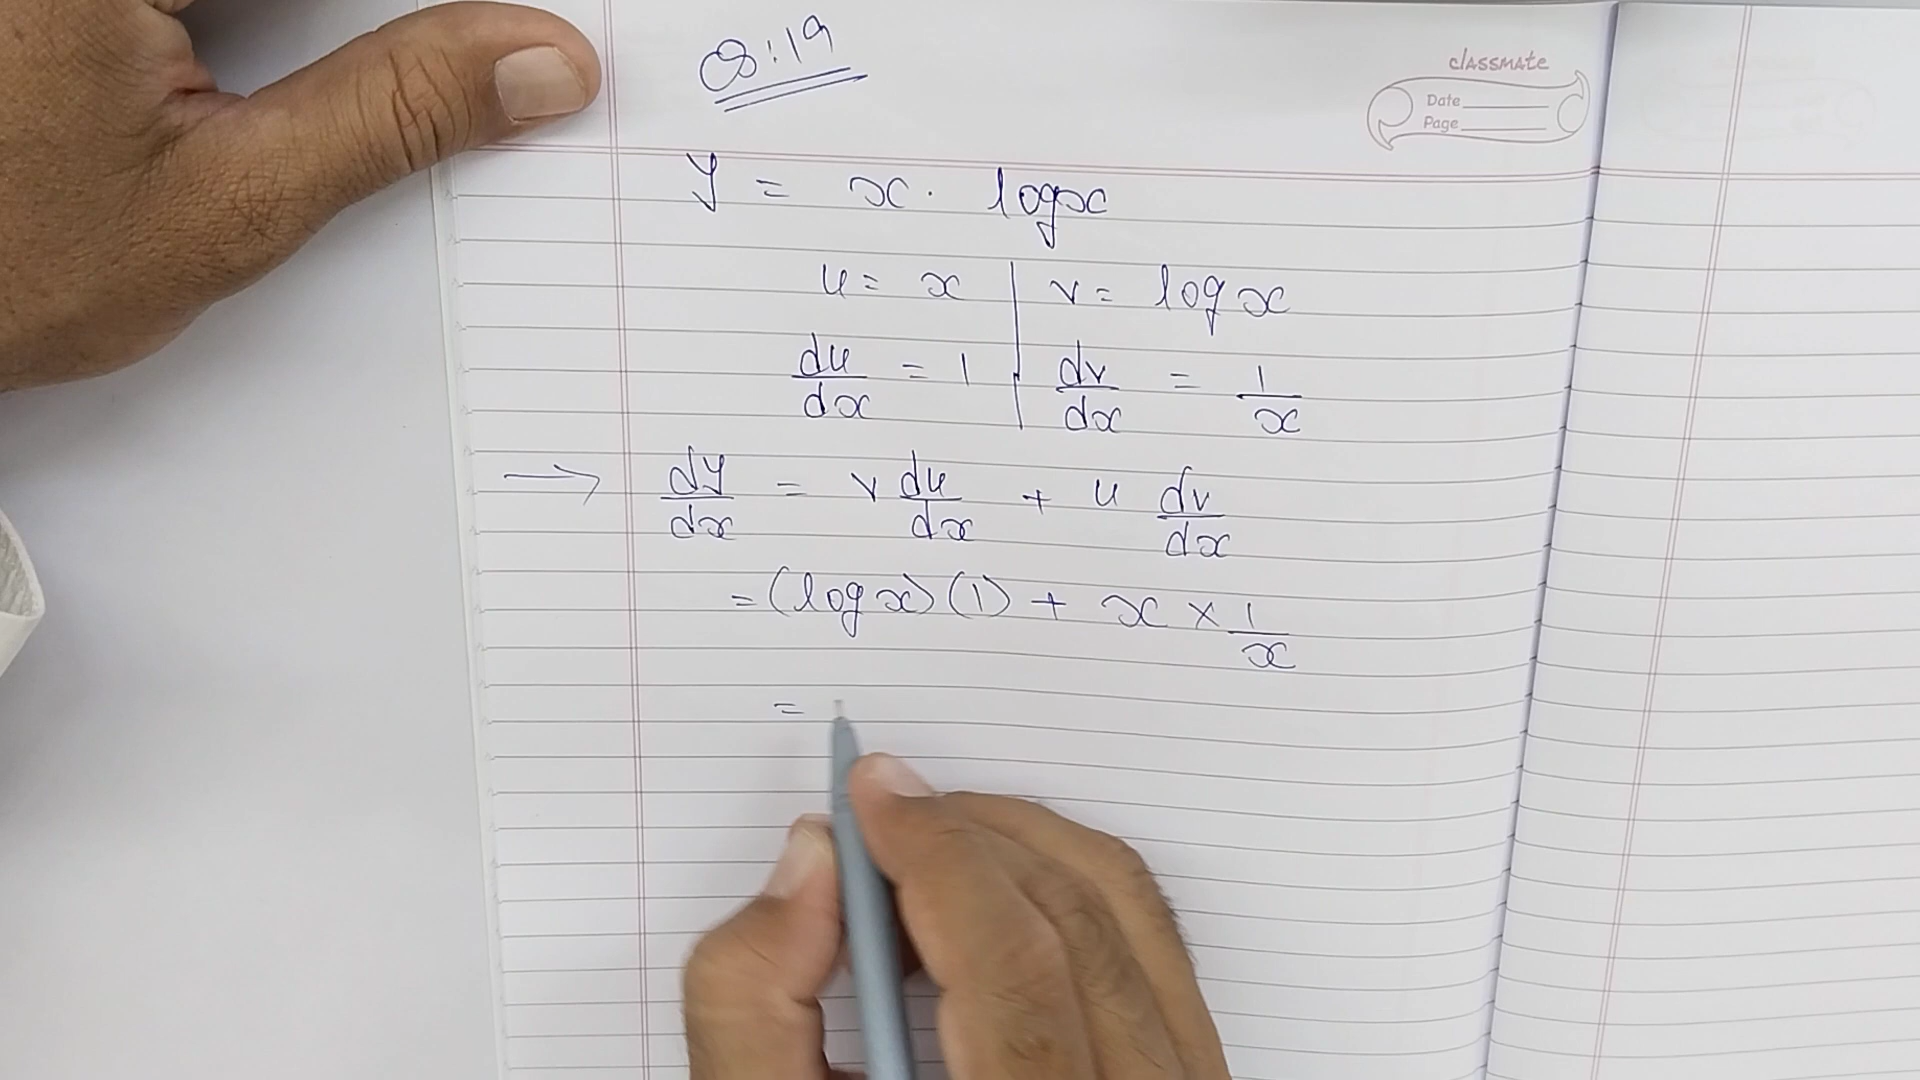 Q:19
classmate
Date
Page
y = x · logx
u = x | v = log x
du/dx = 1 | dv/dx = 1/x
→ dy/dx = v du/dx + u dv/dx
= (log x) (1) + x × 1/x
=